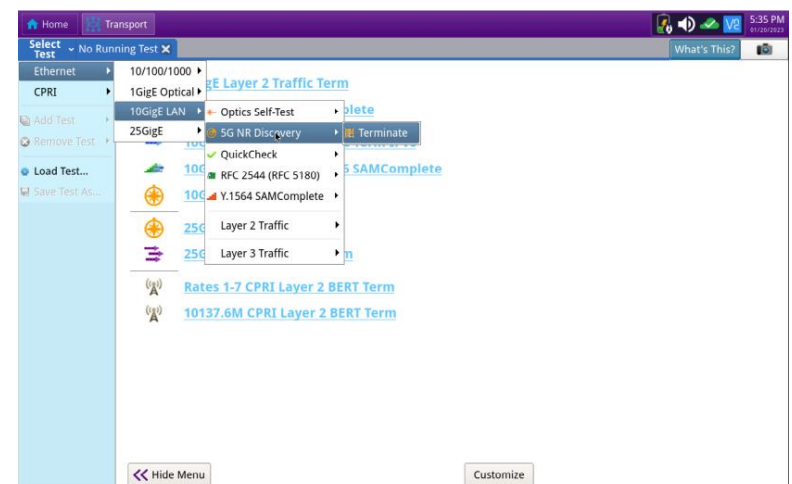 Home Transport 5:35 PM
01/20/2023
Select Test No Running Test What's This?
Ethernet
CPRI
Add Test
Remove Test
Load Test...
Save Test As...
10/100/1000
1GigE Optical
10GigE LAN
25GigE
Optics Self-Test
5G NR Discovery
QuickCheck
RFC 2544 (RFC 5180)
Y.1564 SAMComplete
Layer 2 Traffic
Layer 3 Traffic
Terminate
E Layer 2 Traffic Term
plete
SAMComplete
Rates 1-7 CPRI Layer 2 BERT Term
10137.6M CPRI Layer 2 BERT Term
Hide Menu Customize